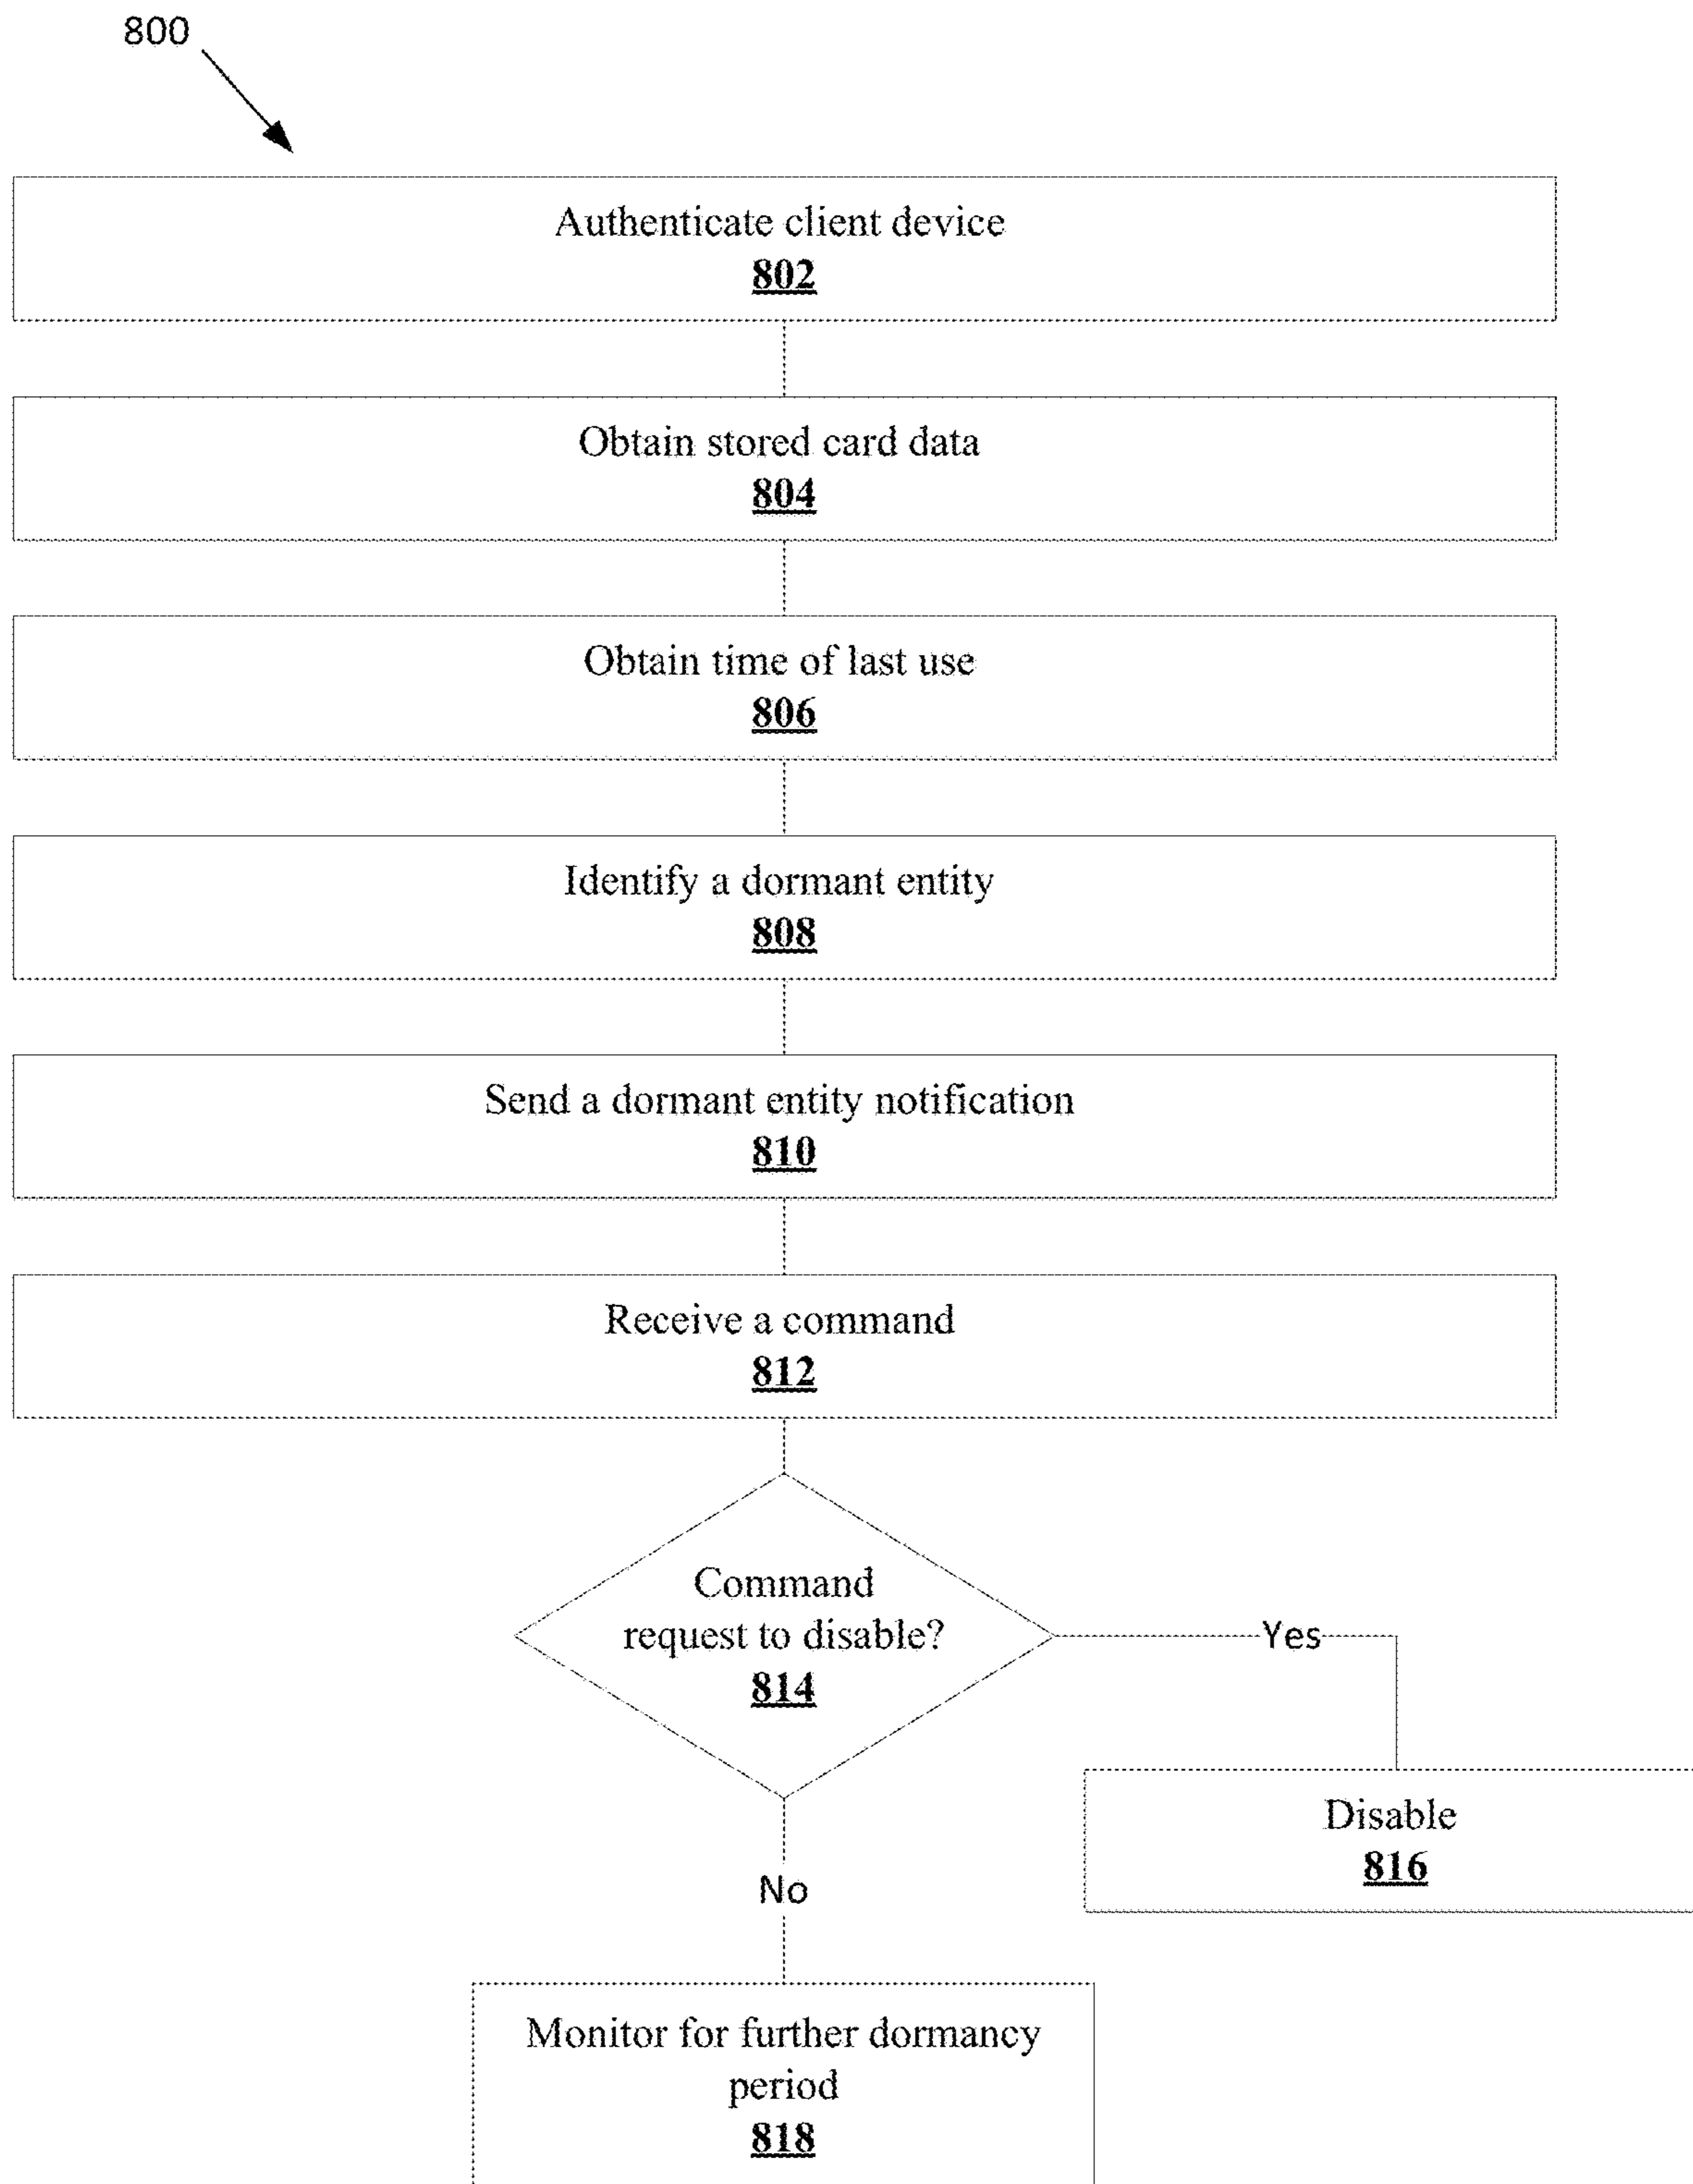 800
Authenticate client device
802
Obtain stored card data
804
Obtain time of last use
806
Identify a dormant entity
808
Send a dormant entity notification
810
Receive a command
812
Command
request to disable?
814
Yes
Disable
816
No
Monitor for further dormancy
period
818